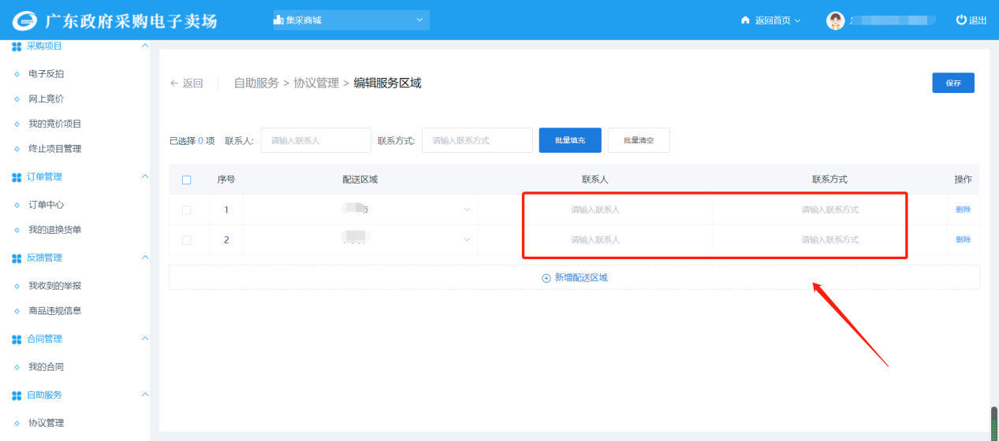 广东政府采购电子卖场
集采商城
返回首页
退出
采购项目
电子反拍
网上竞价
我的竞价项目
终止项目管理
订单管理
订单中心
我的退换货单
反馈管理
我收到的举报
商品违规信息
合同管理
我的合同
自助服务
协议管理
← 返回 自助服务 > 协议管理 > 编辑服务区域
保存
已选择 0 项 联系人: 请输入联系人 联系方式: 请输入联系方式 批量填充 批量清空
序号 配送区域 联系人 联系方式 操作
1 市 请输入联系人 请输入联系方式 删除
2 请输入联系人 请输入联系方式 删除
新增配送区域